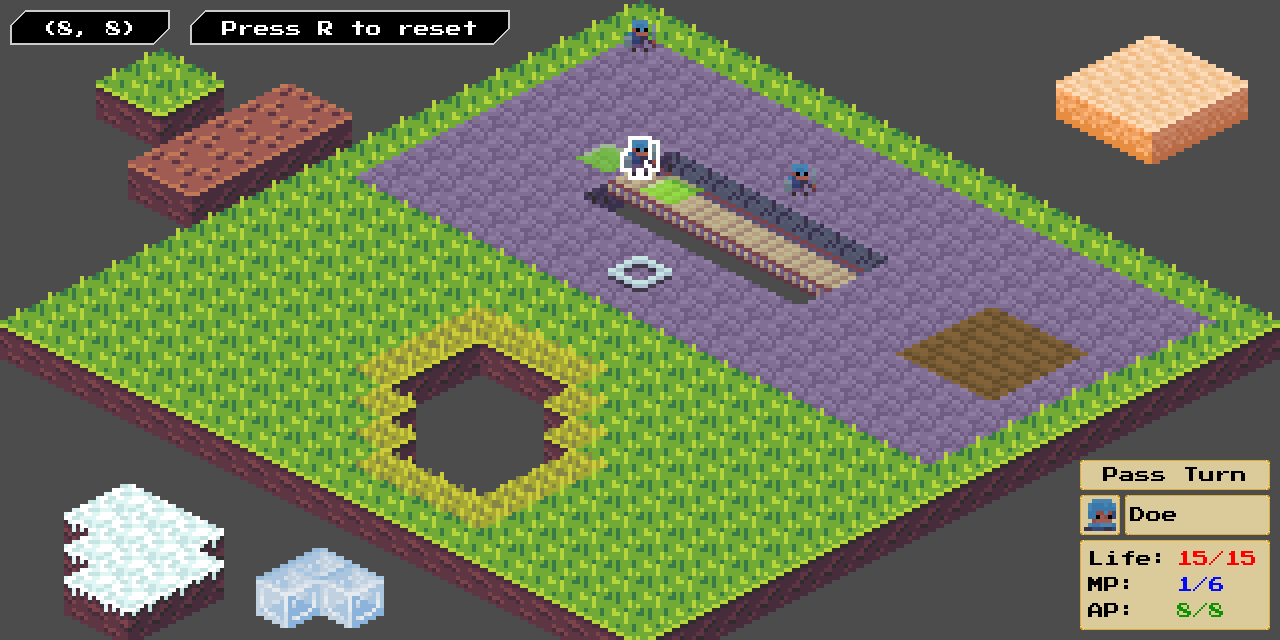 (8, 8)
Press R to reset
Pass Turn
Doe
Life: 15/15
MP: 1/6
AP: 8/8